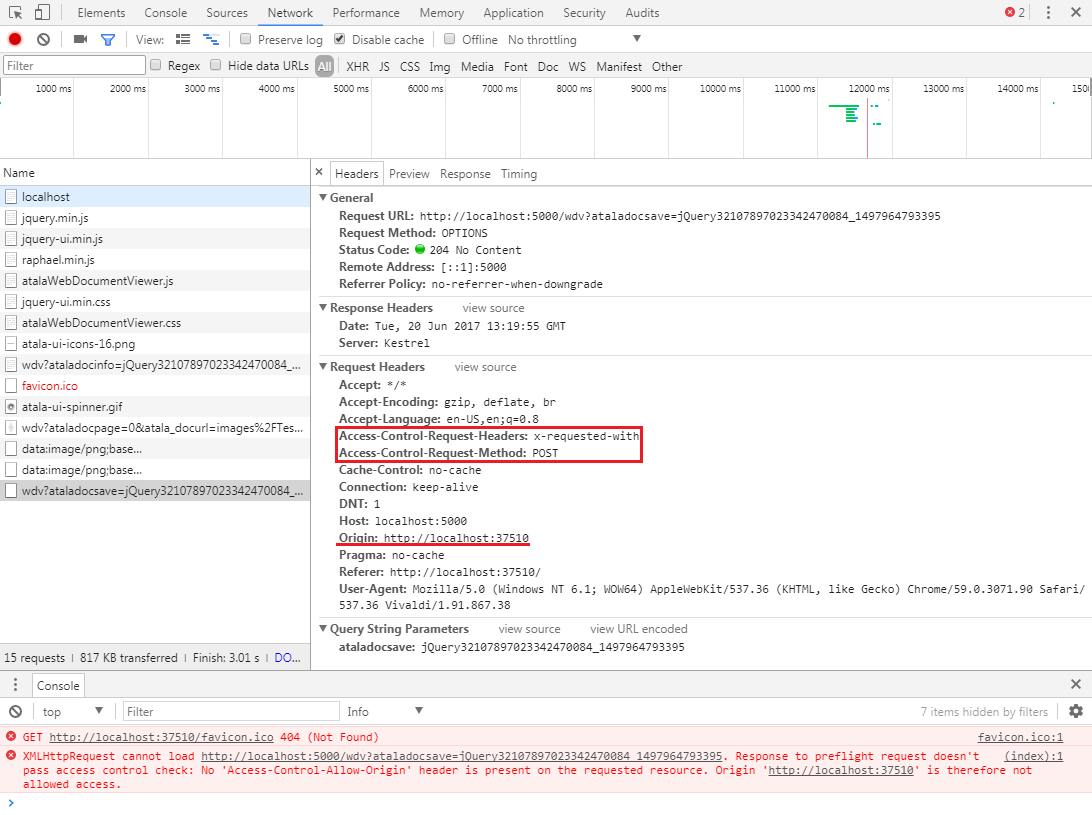 Elements Console Sources Network Performance Memory Application Security Audits 2
View: Preserve log Disable cache Offline No throttling
Filter Regex Hide data URLs All XHR JS CSS Img Media Font Doc WS Manifest Other
1000 ms 2000 ms 3000 ms 4000 ms 5000 ms 6000 ms 7000 ms 8000 ms 9000 ms 10000 ms 11000 ms 12000 ms 13000 ms 14000 ms 150
Name
localhost
jquery.min.js
jquery-ui.min.js
raphael.min.js
atalaWebDocumentViewer.js
jquery-ui.min.css
atalaWebDocumentViewer.css
atala-ui-icons-16.png
wdv?ataladocinfo=jQuery32107897023342470084_...
favicon.ico
atala-ui-spinner.gif
wdv?ataladocpage=0&atala_docurl=images%2FTes...
data:image/png;base...
data:image/png;base...
wdv?ataladocsave=jQuery32107897023342470084_...
15 requests | 817 KB transferred | Finish: 3.01 s | DO...
× Headers Preview Response Timing
General
Request URL: http://localhost:5000/wdv?ataladocsave=jQuery32107897023342470084_1497964793395
Request Method: OPTIONS
Status Code: 204 No Content
Remote Address: [::1]:5000
Referrer Policy: no-referrer-when-downgrade
Response Headers view source
Date: Tue, 20 Jun 2017 13:19:55 GMT
Server: Kestrel
Request Headers view source
Accept: */*
Accept-Encoding: gzip, deflate, br
Accept-Language: en-US,en;q=0.8
Access-Control-Request-Headers: x-requested-with
Access-Control-Request-Method: POST
Cache-Control: no-cache
Connection: keep-alive
DNT: 1
Host: localhost:5000
Origin: http://localhost:37510
Pragma: no-cache
Referer: http://localhost:37510/
User-Agent: Mozilla/5.0 (Windows NT 6.1; WOW64) AppleWebKit/537.36 (KHTML, like Gecko) Chrome/59.0.3071.90 Safari/
537.36 Vivaldi/1.91.867.38
Query String Parameters view source view URL encoded
ataladocsave: jQuery32107897023342470084_1497964793395
Console
top Filter Info 7 items hidden by filters
GET http://localhost:37510/favicon.ico 404 (Not Found) favicon.ico:1
XMLHttpRequest cannot load http://localhost:5000/wdv?ataladocsave=jQuery32107897023342470084_1497964793395. Response to preflight request doesn't (index):1
pass access control check: No 'Access-Control-Allow-Origin' header is present on the requested resource. Origin 'http://localhost:37510' is therefore not
allowed access.